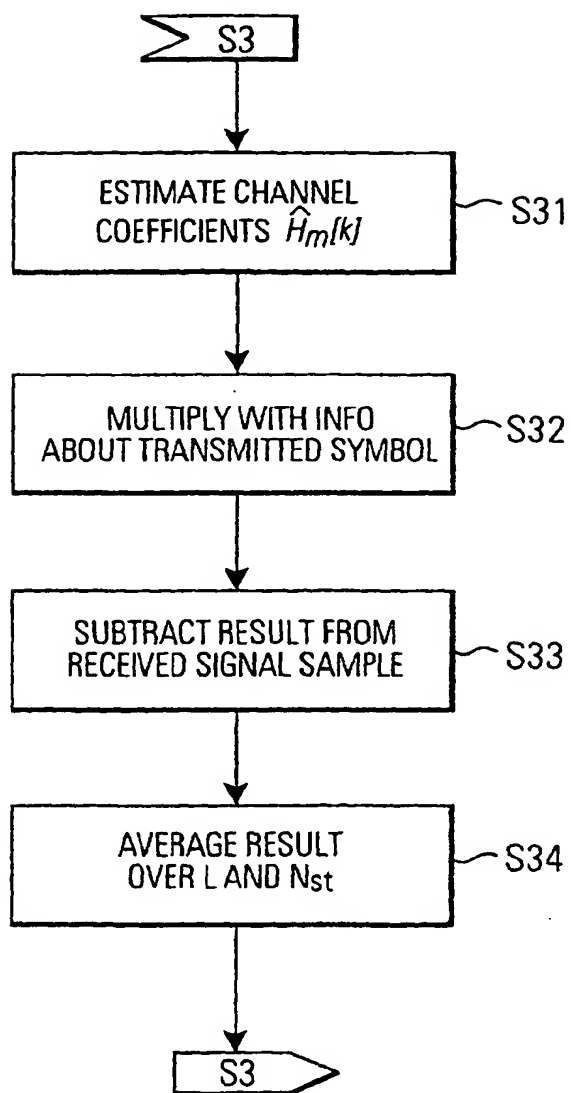 S3
ESTIMATE CHANNEL
COEFFICIENTS Ĥm[k]
S31
MULTIPLY WITH INFO
ABOUT TRANSMITTED SYMBOL
S32
SUBTRACT RESULT FROM
RECEIVED SIGNAL SAMPLE
S33
AVERAGE RESULT
OVER L AND Nst
S34
S3